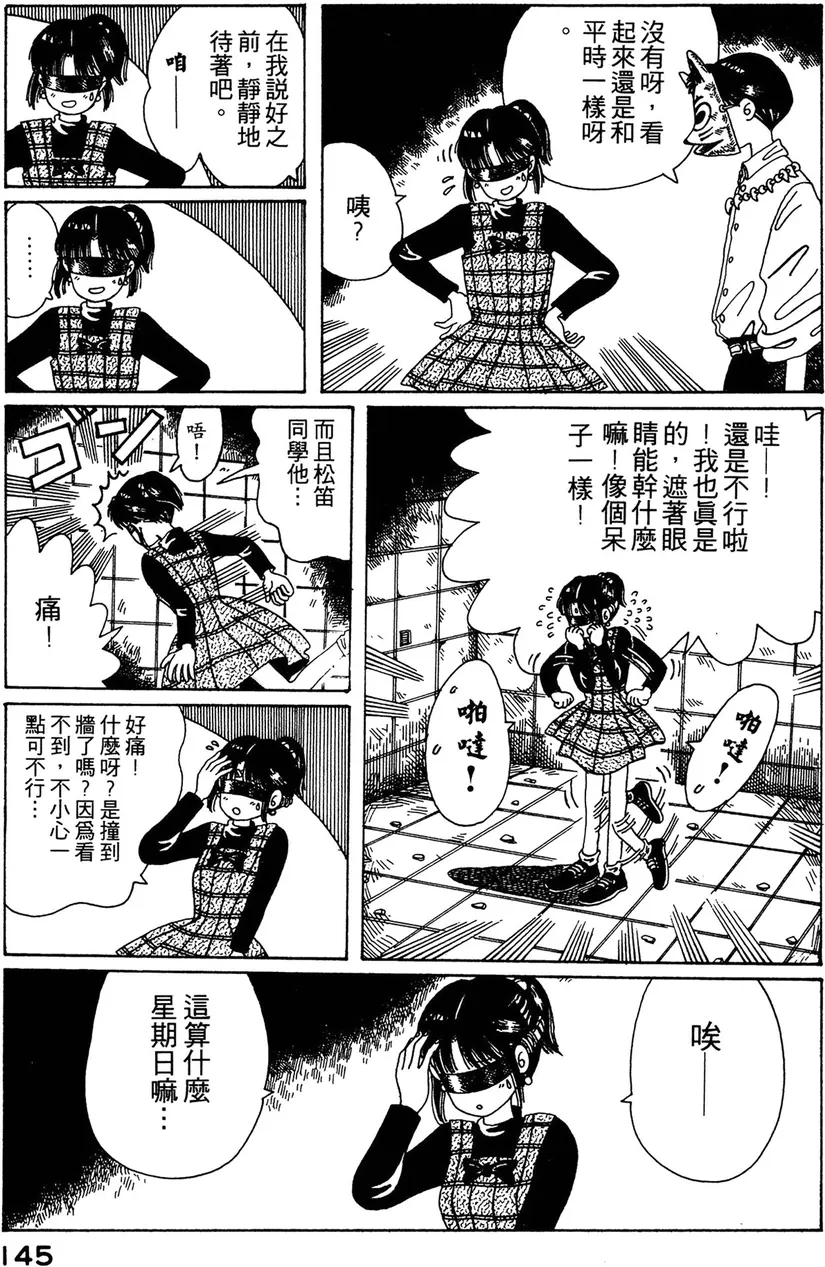 沒有呀，看
起來還是和
平時一樣呀
。
咦？
在我說好之
前，靜靜地
待著吧。
咱——
……
哇—！
還是不行啦
！我也真是
的，遮著眼
睛能幹什麼
嘛！像個呆
子一樣！
啪噠！
啪噠！
而且松笛
同學他…
唔！
ゴン
痛！
好痛！
什麼呀？是撞到
牆了嗎？因為看
不到，不小心一
點可不行…
唉——
這算什麼
星期日嘛…
145